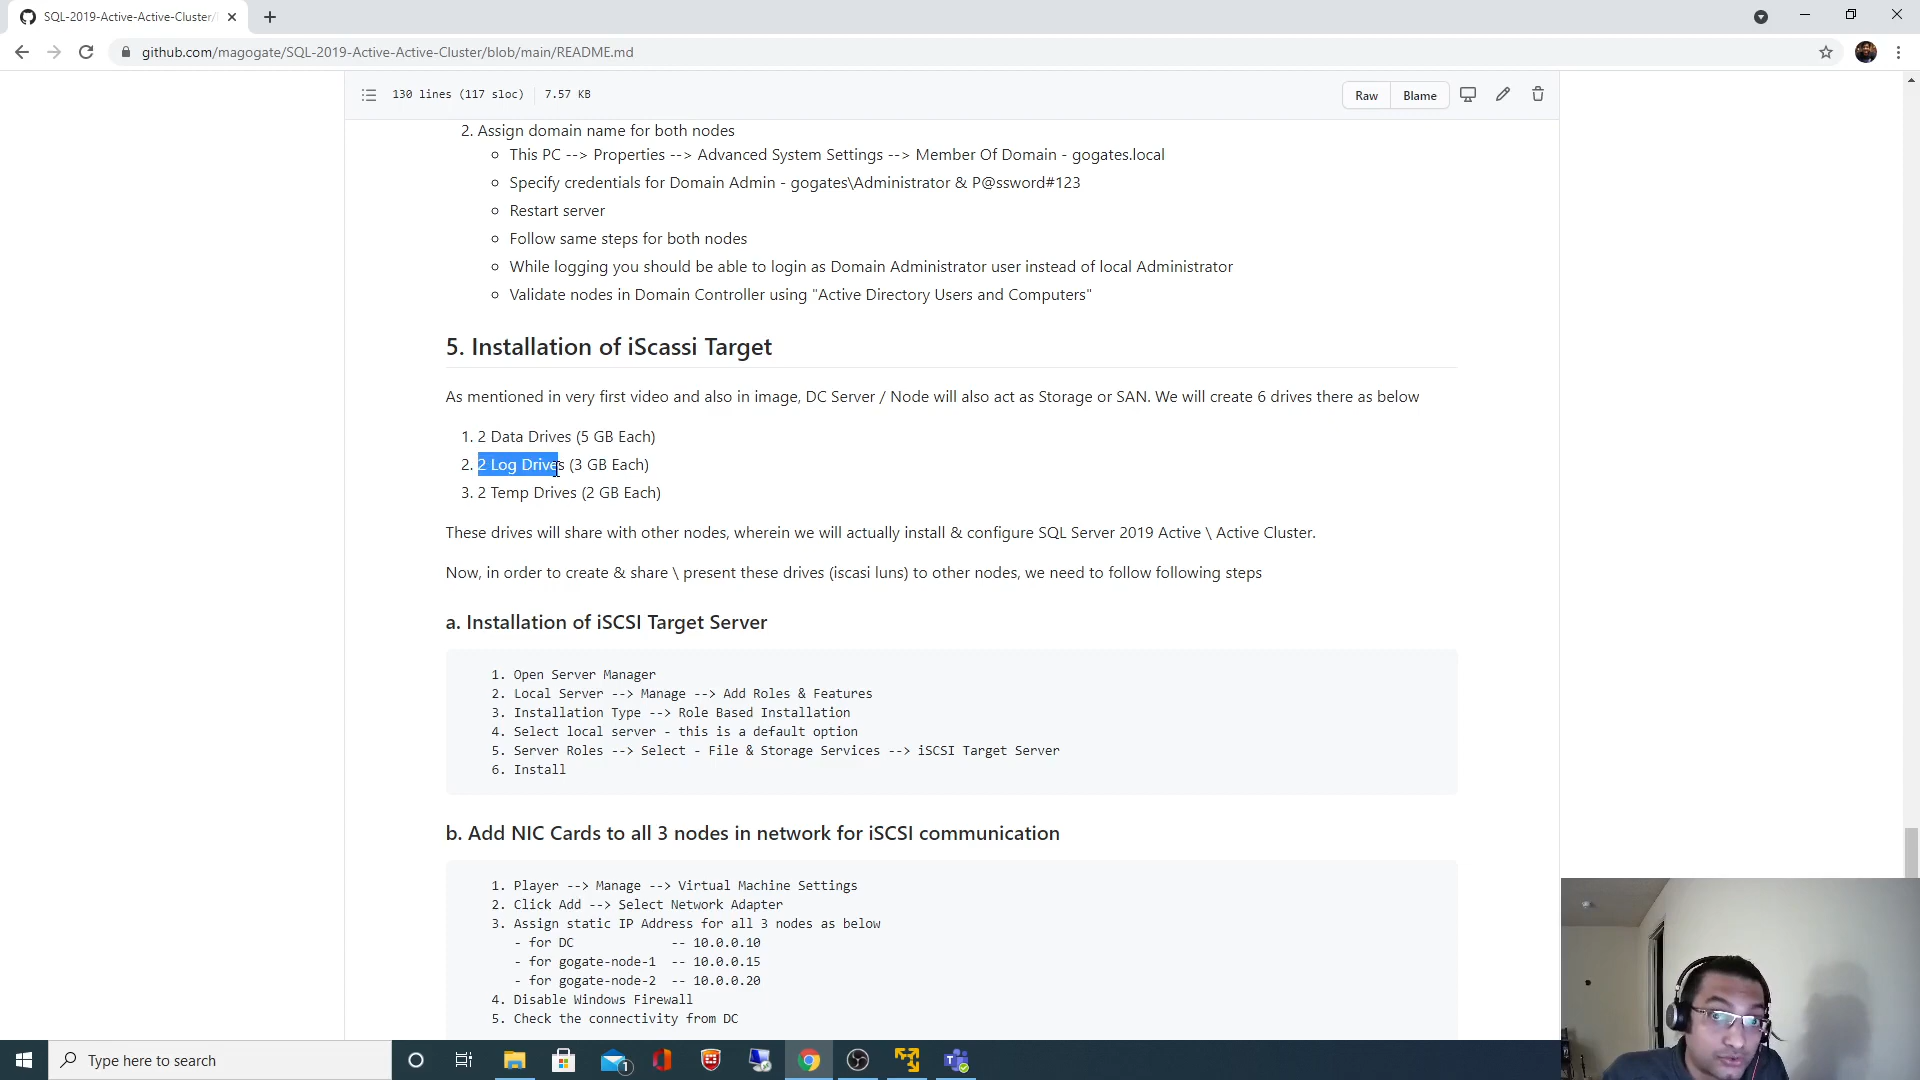 SQL-2019-Active-Active-Cluster/
github.com/magogate/SQL-2019-Active-Active-Cluster/blob/main/README.md
130 lines (117 sloc) 7.57 KB
Raw Blame
2. Assign domain name for both nodes
This PC --> Properties --> Advanced System Settings --> Member Of Domain - gogates.local
Specify credentials for Domain Admin - gogates\Administrator & P@ssword#123
Restart server
Follow same steps for both nodes
While logging you should be able to login as Domain Administrator user instead of local Administrator
Validate nodes in Domain Controller using "Active Directory Users and Computers"
5. Installation of iScassi Target
As mentioned in very first video and also in image, DC Server / Node will also act as Storage or SAN. We will create 6 drives there as below
1. 2 Data Drives (5 GB Each)
2. 2 Log Drives (3 GB Each)
3. 2 Temp Drives (2 GB Each)
These drives will share with other nodes, wherein we will actually install & configure SQL Server 2019 Active \ Active Cluster.
Now, in order to create & share \ present these drives (iscasi luns) to other nodes, we need to follow following steps
a. Installation of iSCSI Target Server
1. Open Server Manager
2. Local Server --> Manage --> Add Roles & Features
3. Installation Type --> Role Based Installation
4. Select local server - this is a default option
5. Server Roles --> Select - File & Storage Services --> iSCSI Target Server
6. Install
b. Add NIC Cards to all 3 nodes in network for iSCSI communication
1. Player --> Manage --> Virtual Machine Settings
2. Click Add --> Select Network Adapter
3. Assign static IP Address for all 3 nodes as below
- for DC -- 10.0.0.10
- for gogate-node-1 -- 10.0.0.15
- for gogate-node-2 -- 10.0.0.20
4. Disable Windows Firewall
5. Check the connectivity from DC
Type here to search
1